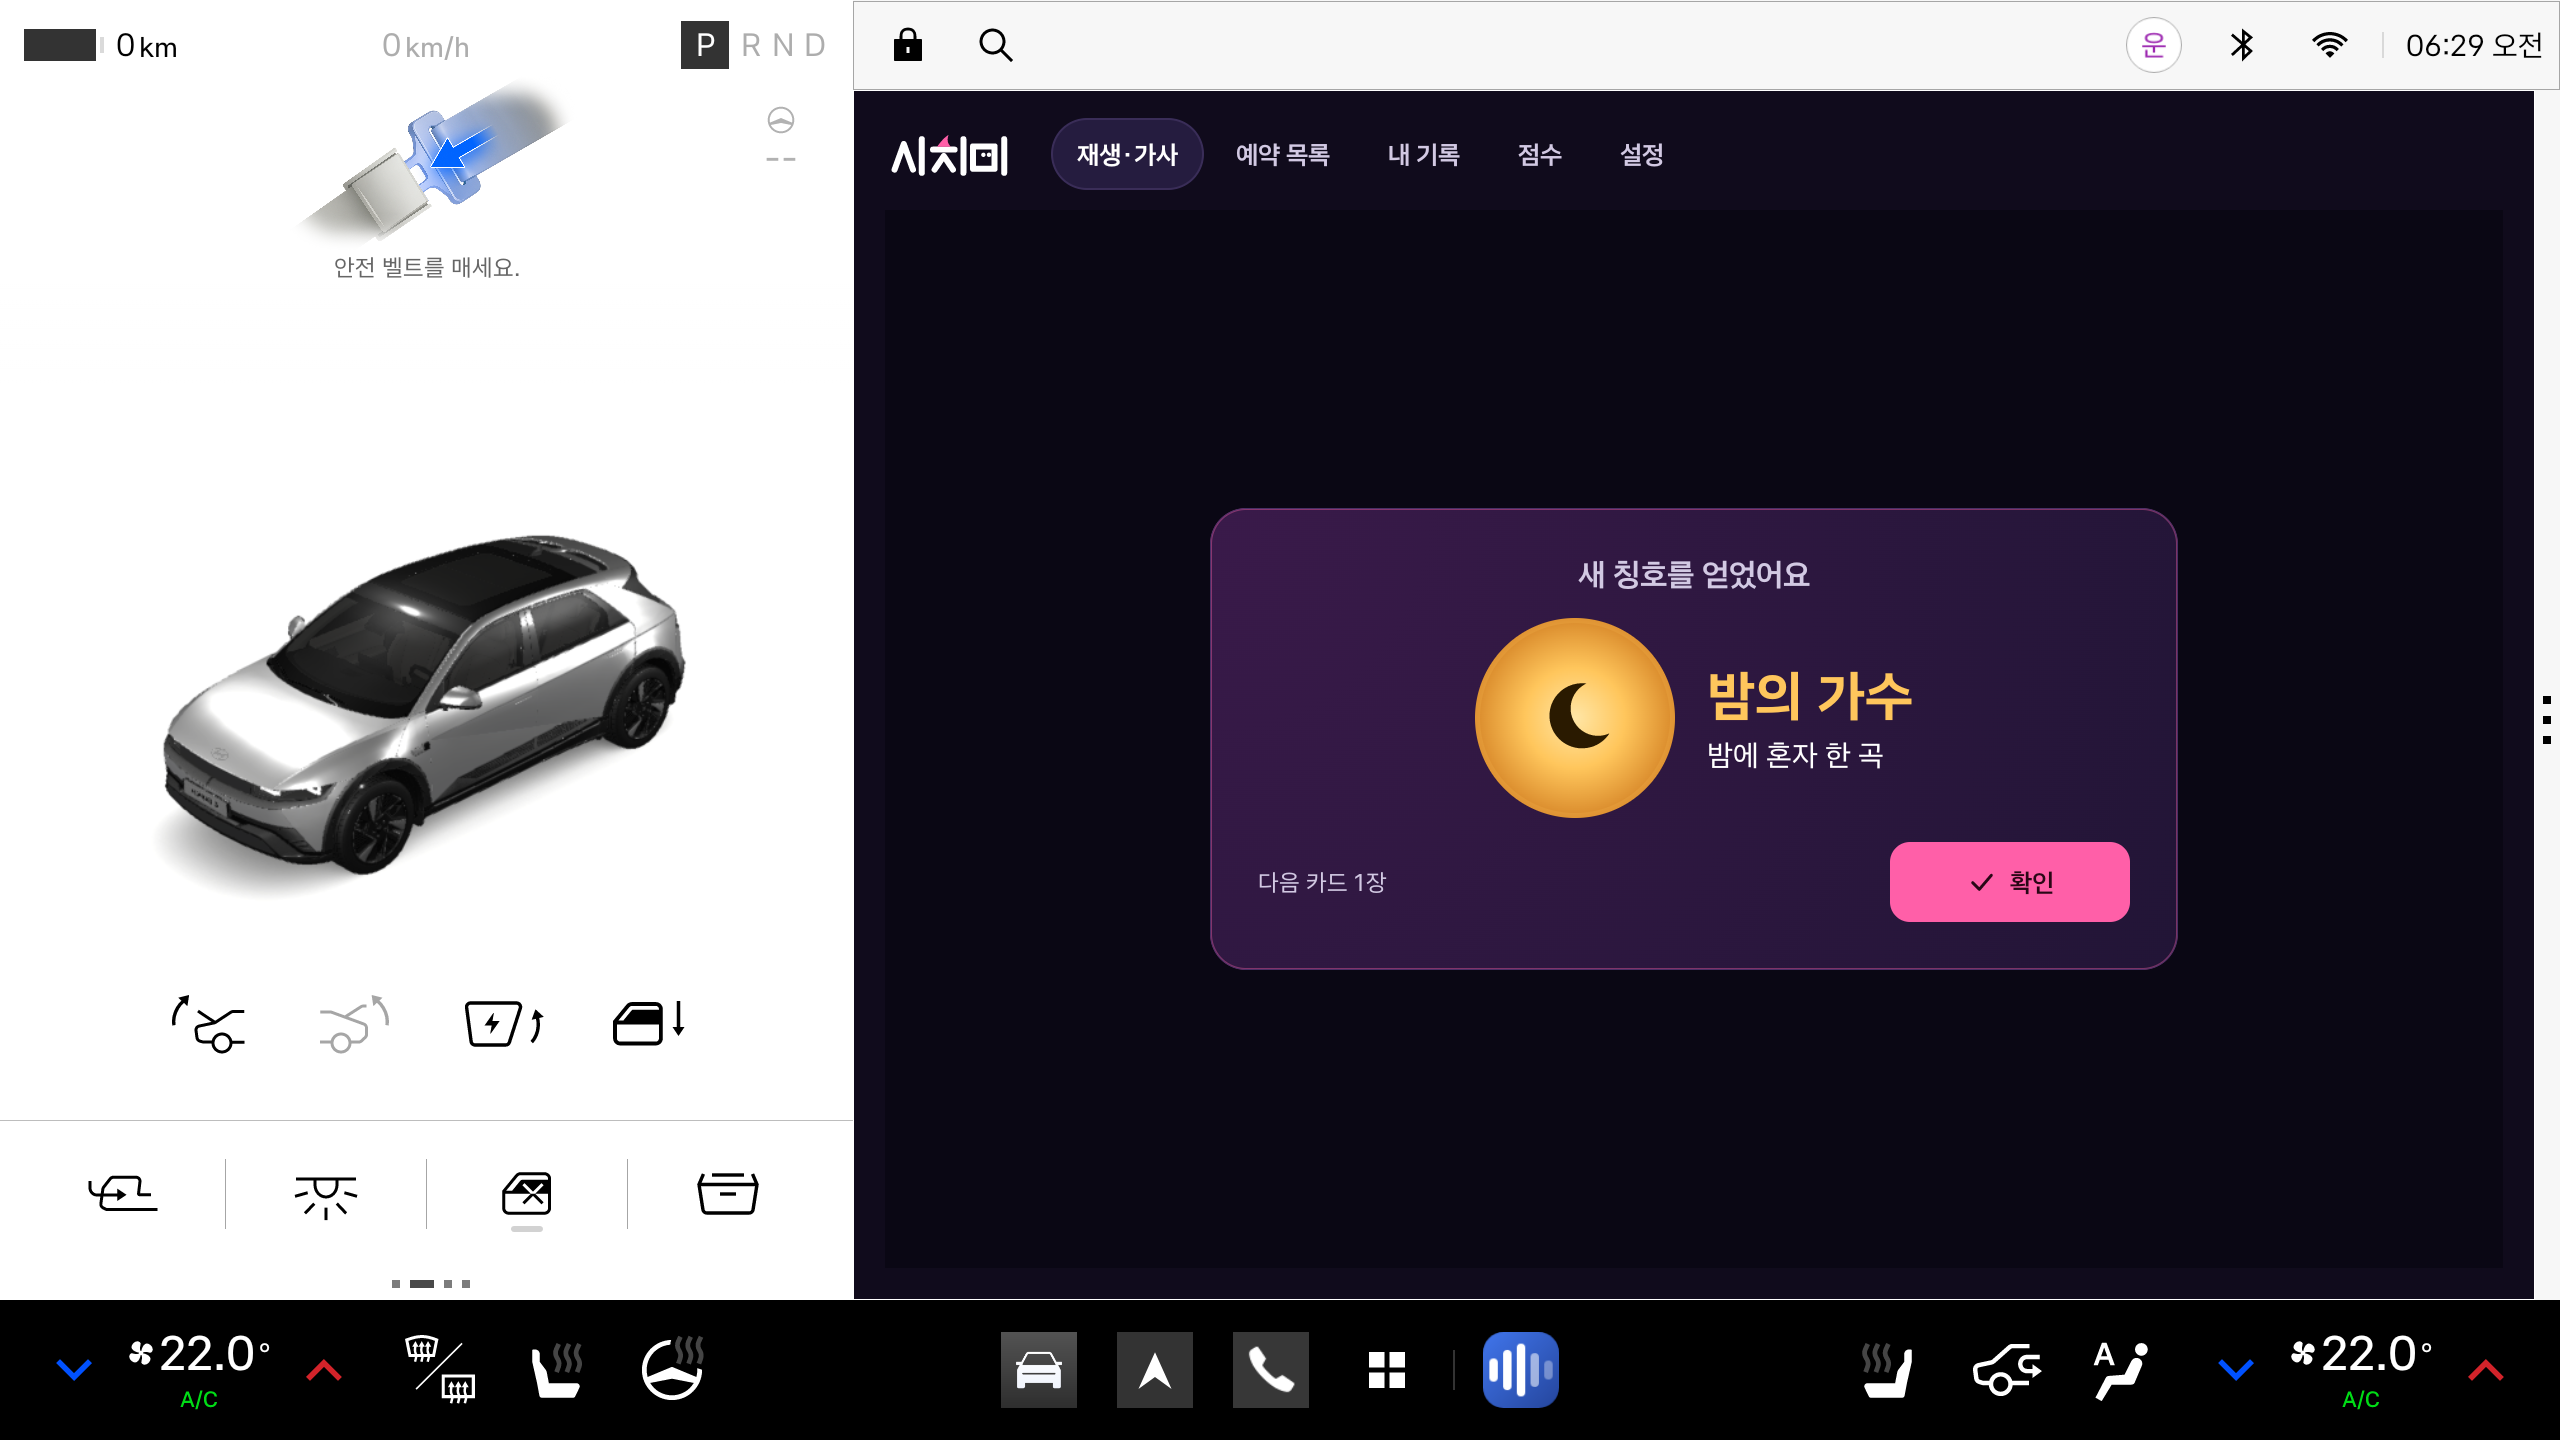 0 km
0 km/h
P R N D
06:29 오전
운
안전 벨트를 매세요.
시치미
재생·가사
예약 목록
내 기록
점수
설정
새 칭호를 얻었어요
밤의 가수
밤에 혼자 한 곡
다음 카드 1장
확인
22.0°
A/C
A
22.0°
A/C